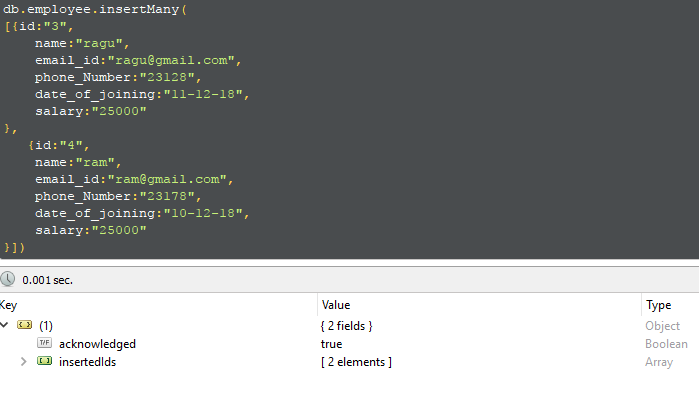 db.employee.insertMany(
[{id:"3",
name:"ragu",
email_id:"ragu@gmail.com",
phone_Number:"23128",
date_of_joining:"11-12-18",
salary:"25000"
},
{id:"4",
name:"ram",
email_id:"ram@gmail.com",
phone_Number:"23178",
date_of_joining:"10-12-18",
salary:"25000"
}])
0.001 sec.
Key Value Type
(1) { 2 fields } Object
T/F acknowledged true Boolean
insertedIds [ 2 elements ] Array